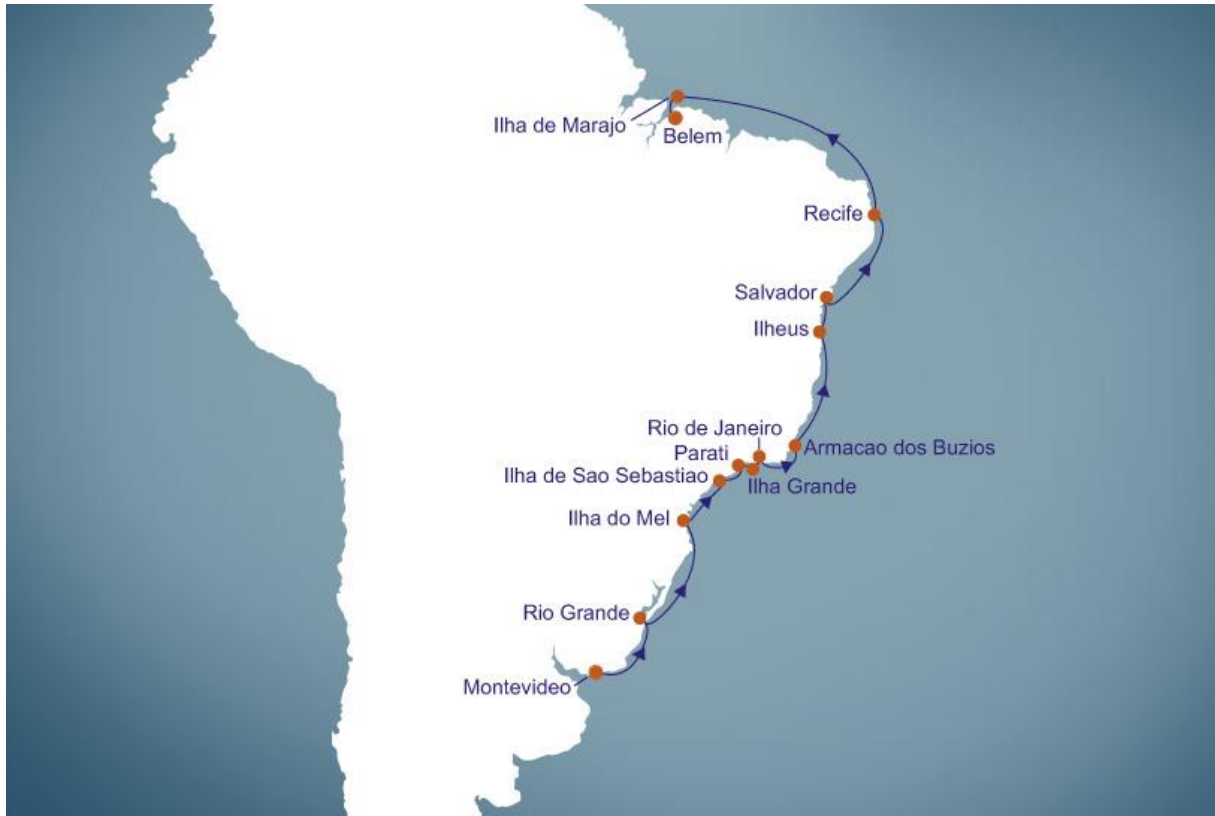 Ilha de Marajo
Belem
Recife
Salvador
Ilheus
Rio de Janeiro
Parati
Armacao dos Buzios
Ilha de Sao Sebastiao
Ilha Grande
Ilha do Mel
Rio Grande
Montevideo